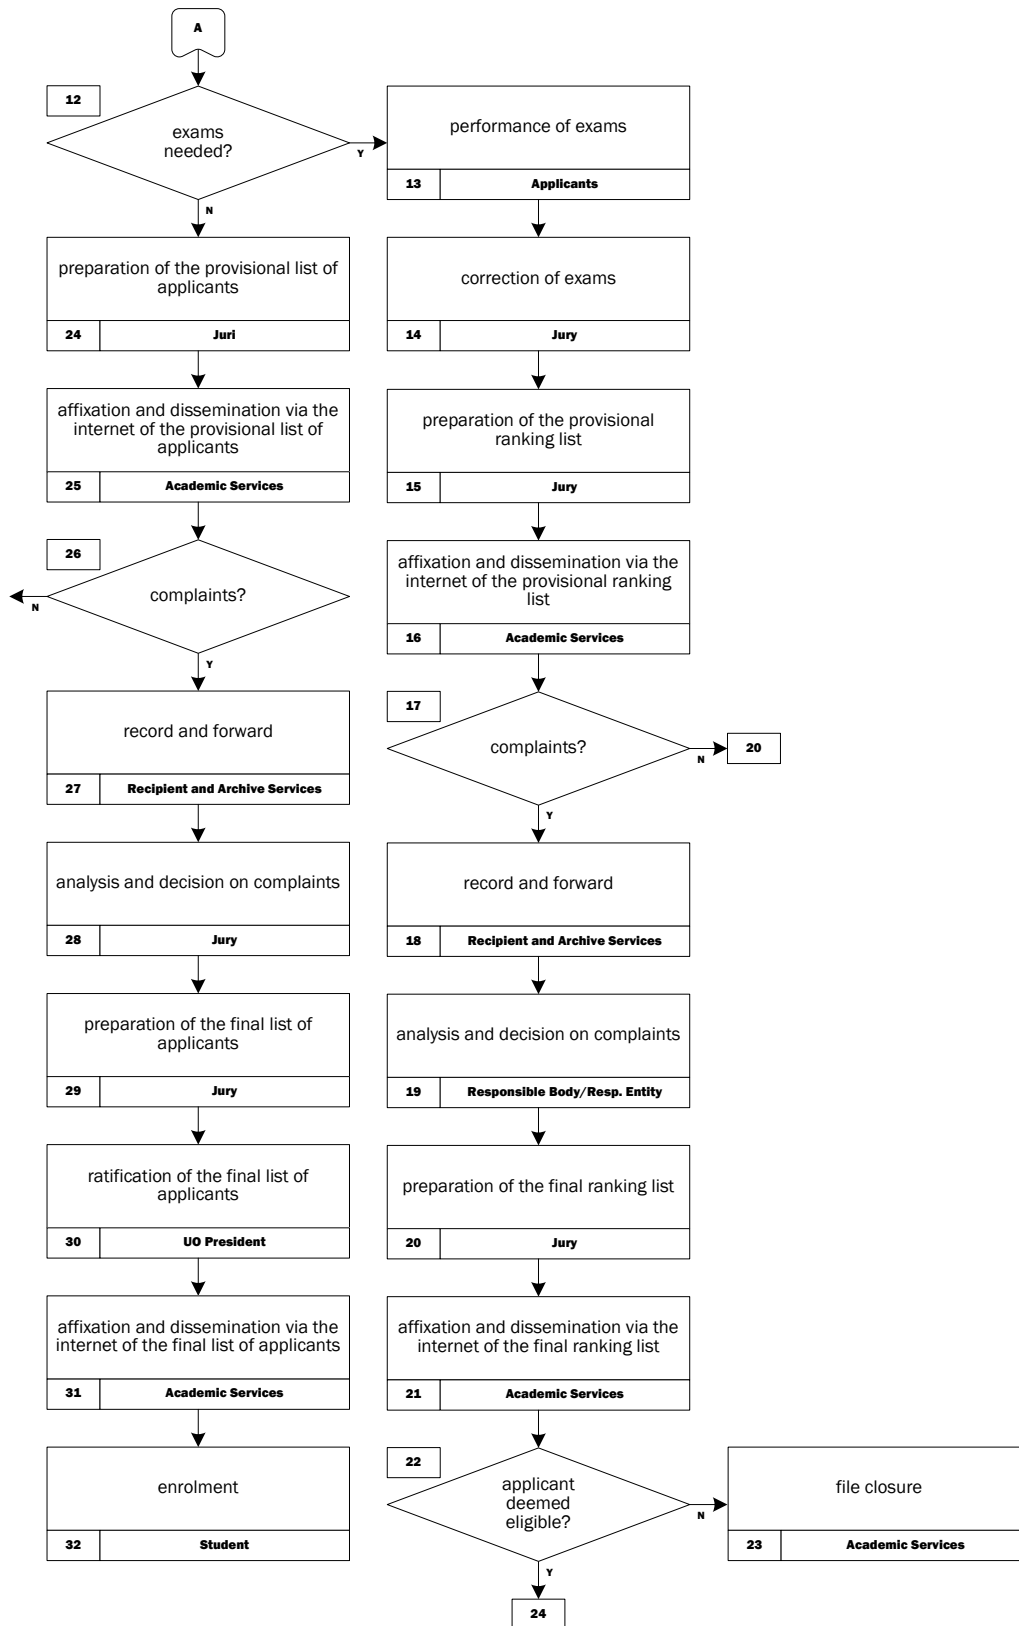 A
12
exams
needed?
Y
N
performance of exams
13 Applicants
preparation of the provisional list of
applicants
24 Juri
correction of exams
14 Jury
affixation and dissemination via the
internet of the provisional list of
applicants
25 Academic Services
preparation of the provisional
ranking list
15 Jury
26
complaints?
N
Y
affixation and dissemination via the
internet of the provisional ranking
list
16 Academic Services
record and forward
27 Recipient and Archive Services
17
complaints?
N
20
Y
analysis and decision on complaints
28 Jury
record and forward
18 Recipient and Archive Services
preparation of the final list of
applicants
29 Jury
analysis and decision on complaints
19 Responsible Body/Resp. Entity
ratification of the final list of
applicants
30 UO President
preparation of the final ranking list
20 Jury
affixation and dissemination via the
internet of the final list of applicants
31 Academic Services
affixation and dissemination via the
internet of the final ranking list
21 Academic Services
enrolment
32 Student
22
applicant
deemed
eligible?
N
Y
file closure
23 Academic Services
24